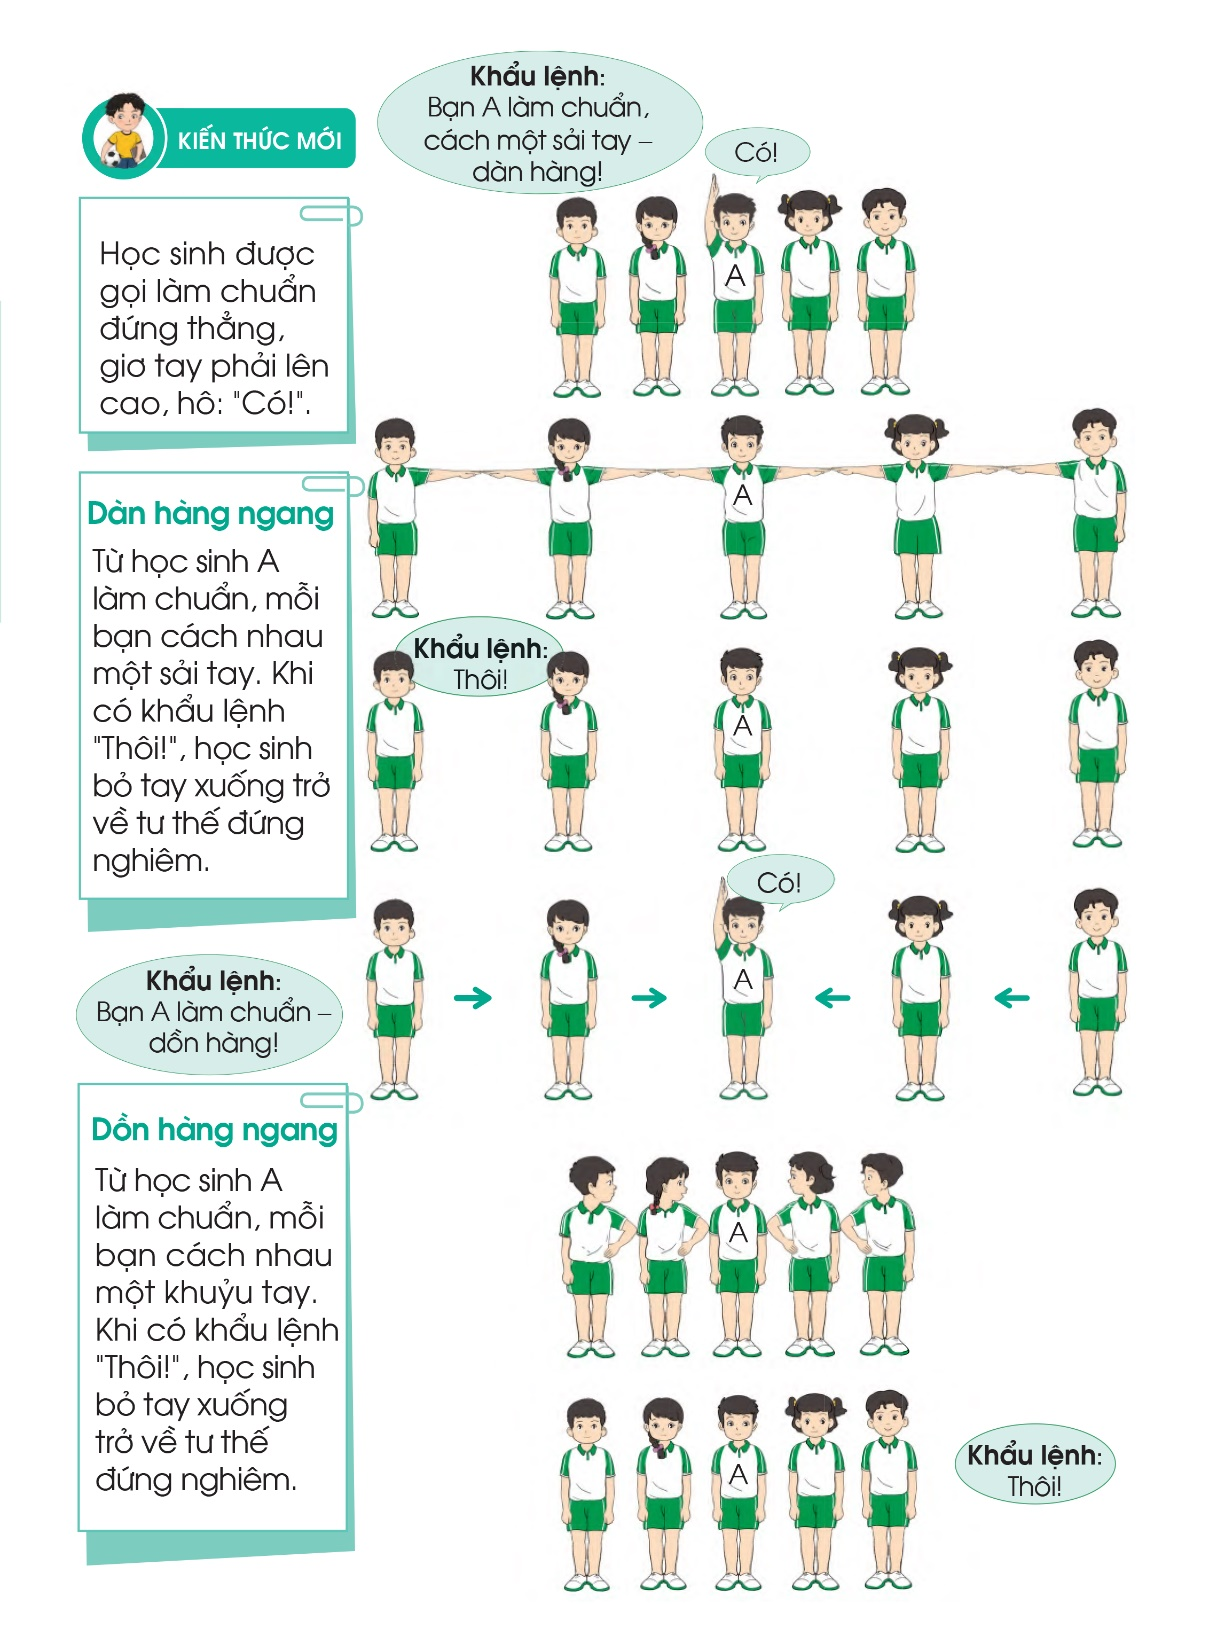 KIẾN THỨC MỚI
Khẩu lệnh:
Bạn A làm chuẩn,
cách một sải tay –
dàn hàng!
Có!
Học sinh được
gọi làm chuẩn
đứng thẳng,
giơ tay phải lên
cao, hô: "Có!".
A
Dàn hàng ngang
Từ học sinh A
làm chuẩn, mỗi
bạn cách nhau
một sải tay. Khi
có khẩu lệnh
"Thôi!", học sinh
bỏ tay xuống trở
về tư thế đứng
nghiêm.
A
Khẩu lệnh:
Thôi!
A
Có!
A
Khẩu lệnh:
Bạn A làm chuẩn –
dồn hàng!
Dồn hàng ngang
Từ học sinh A
làm chuẩn, mỗi
bạn cách nhau
một khuỷu tay.
Khi có khẩu lệnh
"Thôi!", học sinh
bỏ tay xuống
trở về tư thế
đứng nghiêm.
A
A
Khẩu lệnh:
Thôi!